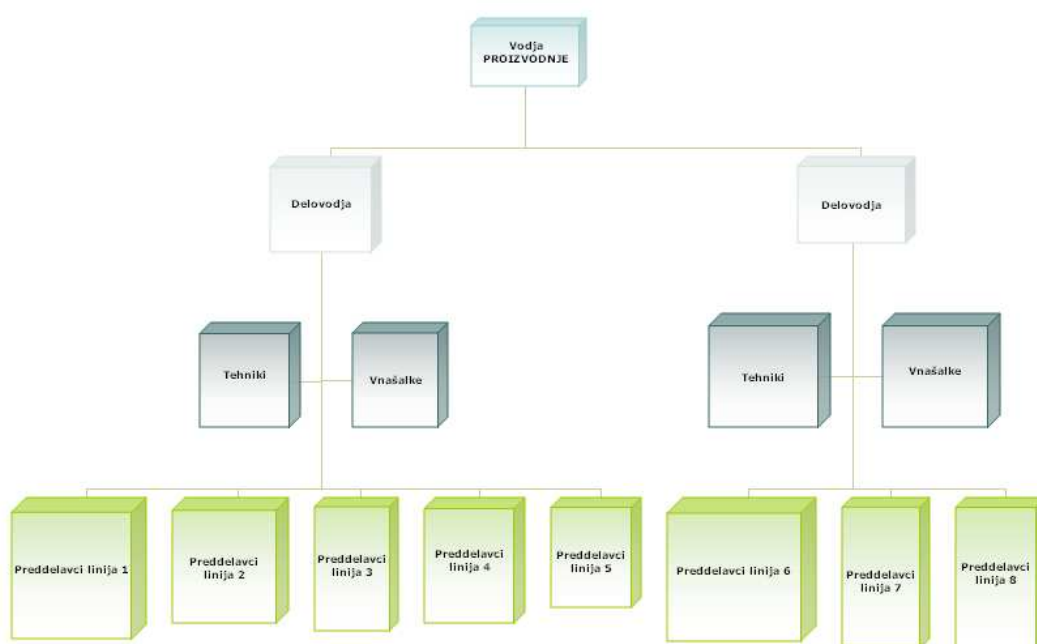 Vodja
PROIZVODNJE
Delovodja
Delovodja
Tehniki
Vnašalke
Tehniki
Vnašalke
Preddelavci linija 1
Preddelavci
linija 2
Preddelavci
linija 3
Preddelavci
linija 4
Preddelavci
linija 5
Preddelavci linija 6
Preddelavci
linija 7
Preddelavci
linija 8